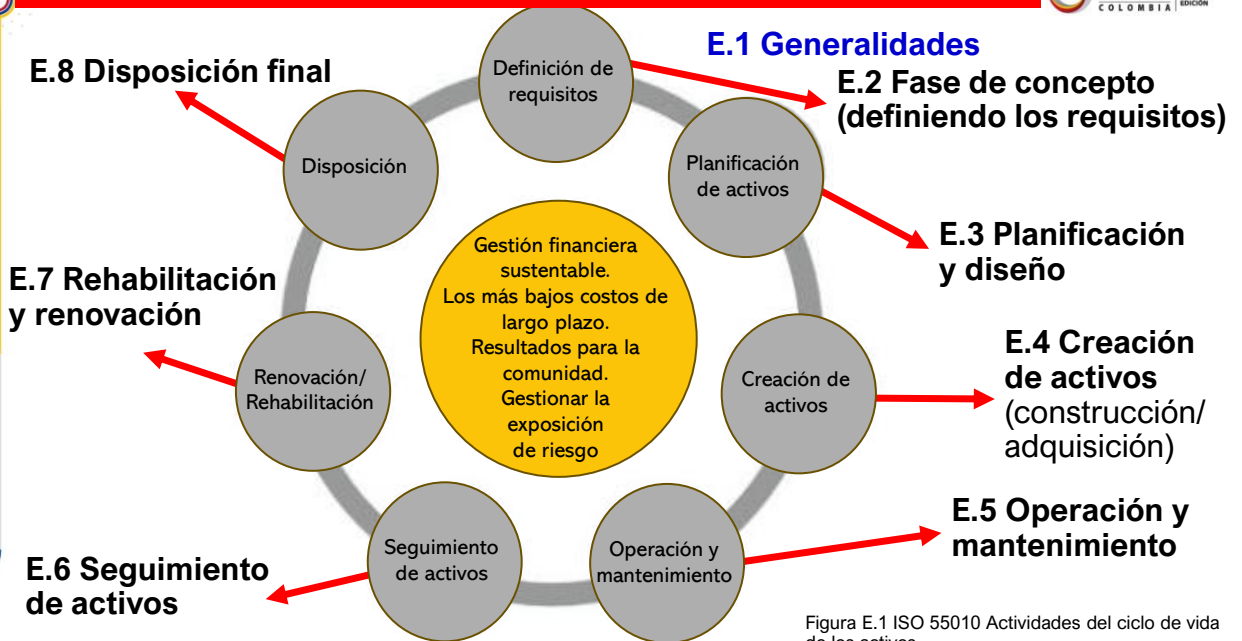 COLOMBIA
EDICIÓN
E.1 Generalidades
E.8 Disposición final
Definición de
requisitos
E.2 Fase de concepto
(definiendo los requisitos)
Disposición
Planificación
de activos
E.3 Planificación
y diseño
Gestión financiera
sustentable.
Los más bajos costos de
largo plazo.
Resultados para la
comunidad.
Gestionar la
exposición
de riesgo
E.7 Rehabilitación
y renovación
Renovación/
Rehabilitación
Creación de
activos
E.4 Creación
de activos
(construcción/
adquisición)
E.5 Operación y
mantenimiento
Seguimiento
de activos
Operación y
mantenimiento
E.6 Seguimiento
de activos
Figura E.1 ISO 55010 Actividades del ciclo de vida
de los activos